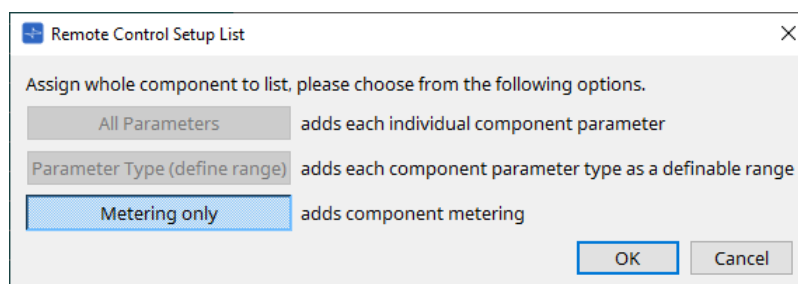 Remote Control Setup List
Assign whole component to list, please choose from the following options.
All Parameters adds each individual component parameter
Parameter Type (define range) adds each component parameter type as a definable range
Metering only adds component metering
OK Cancel